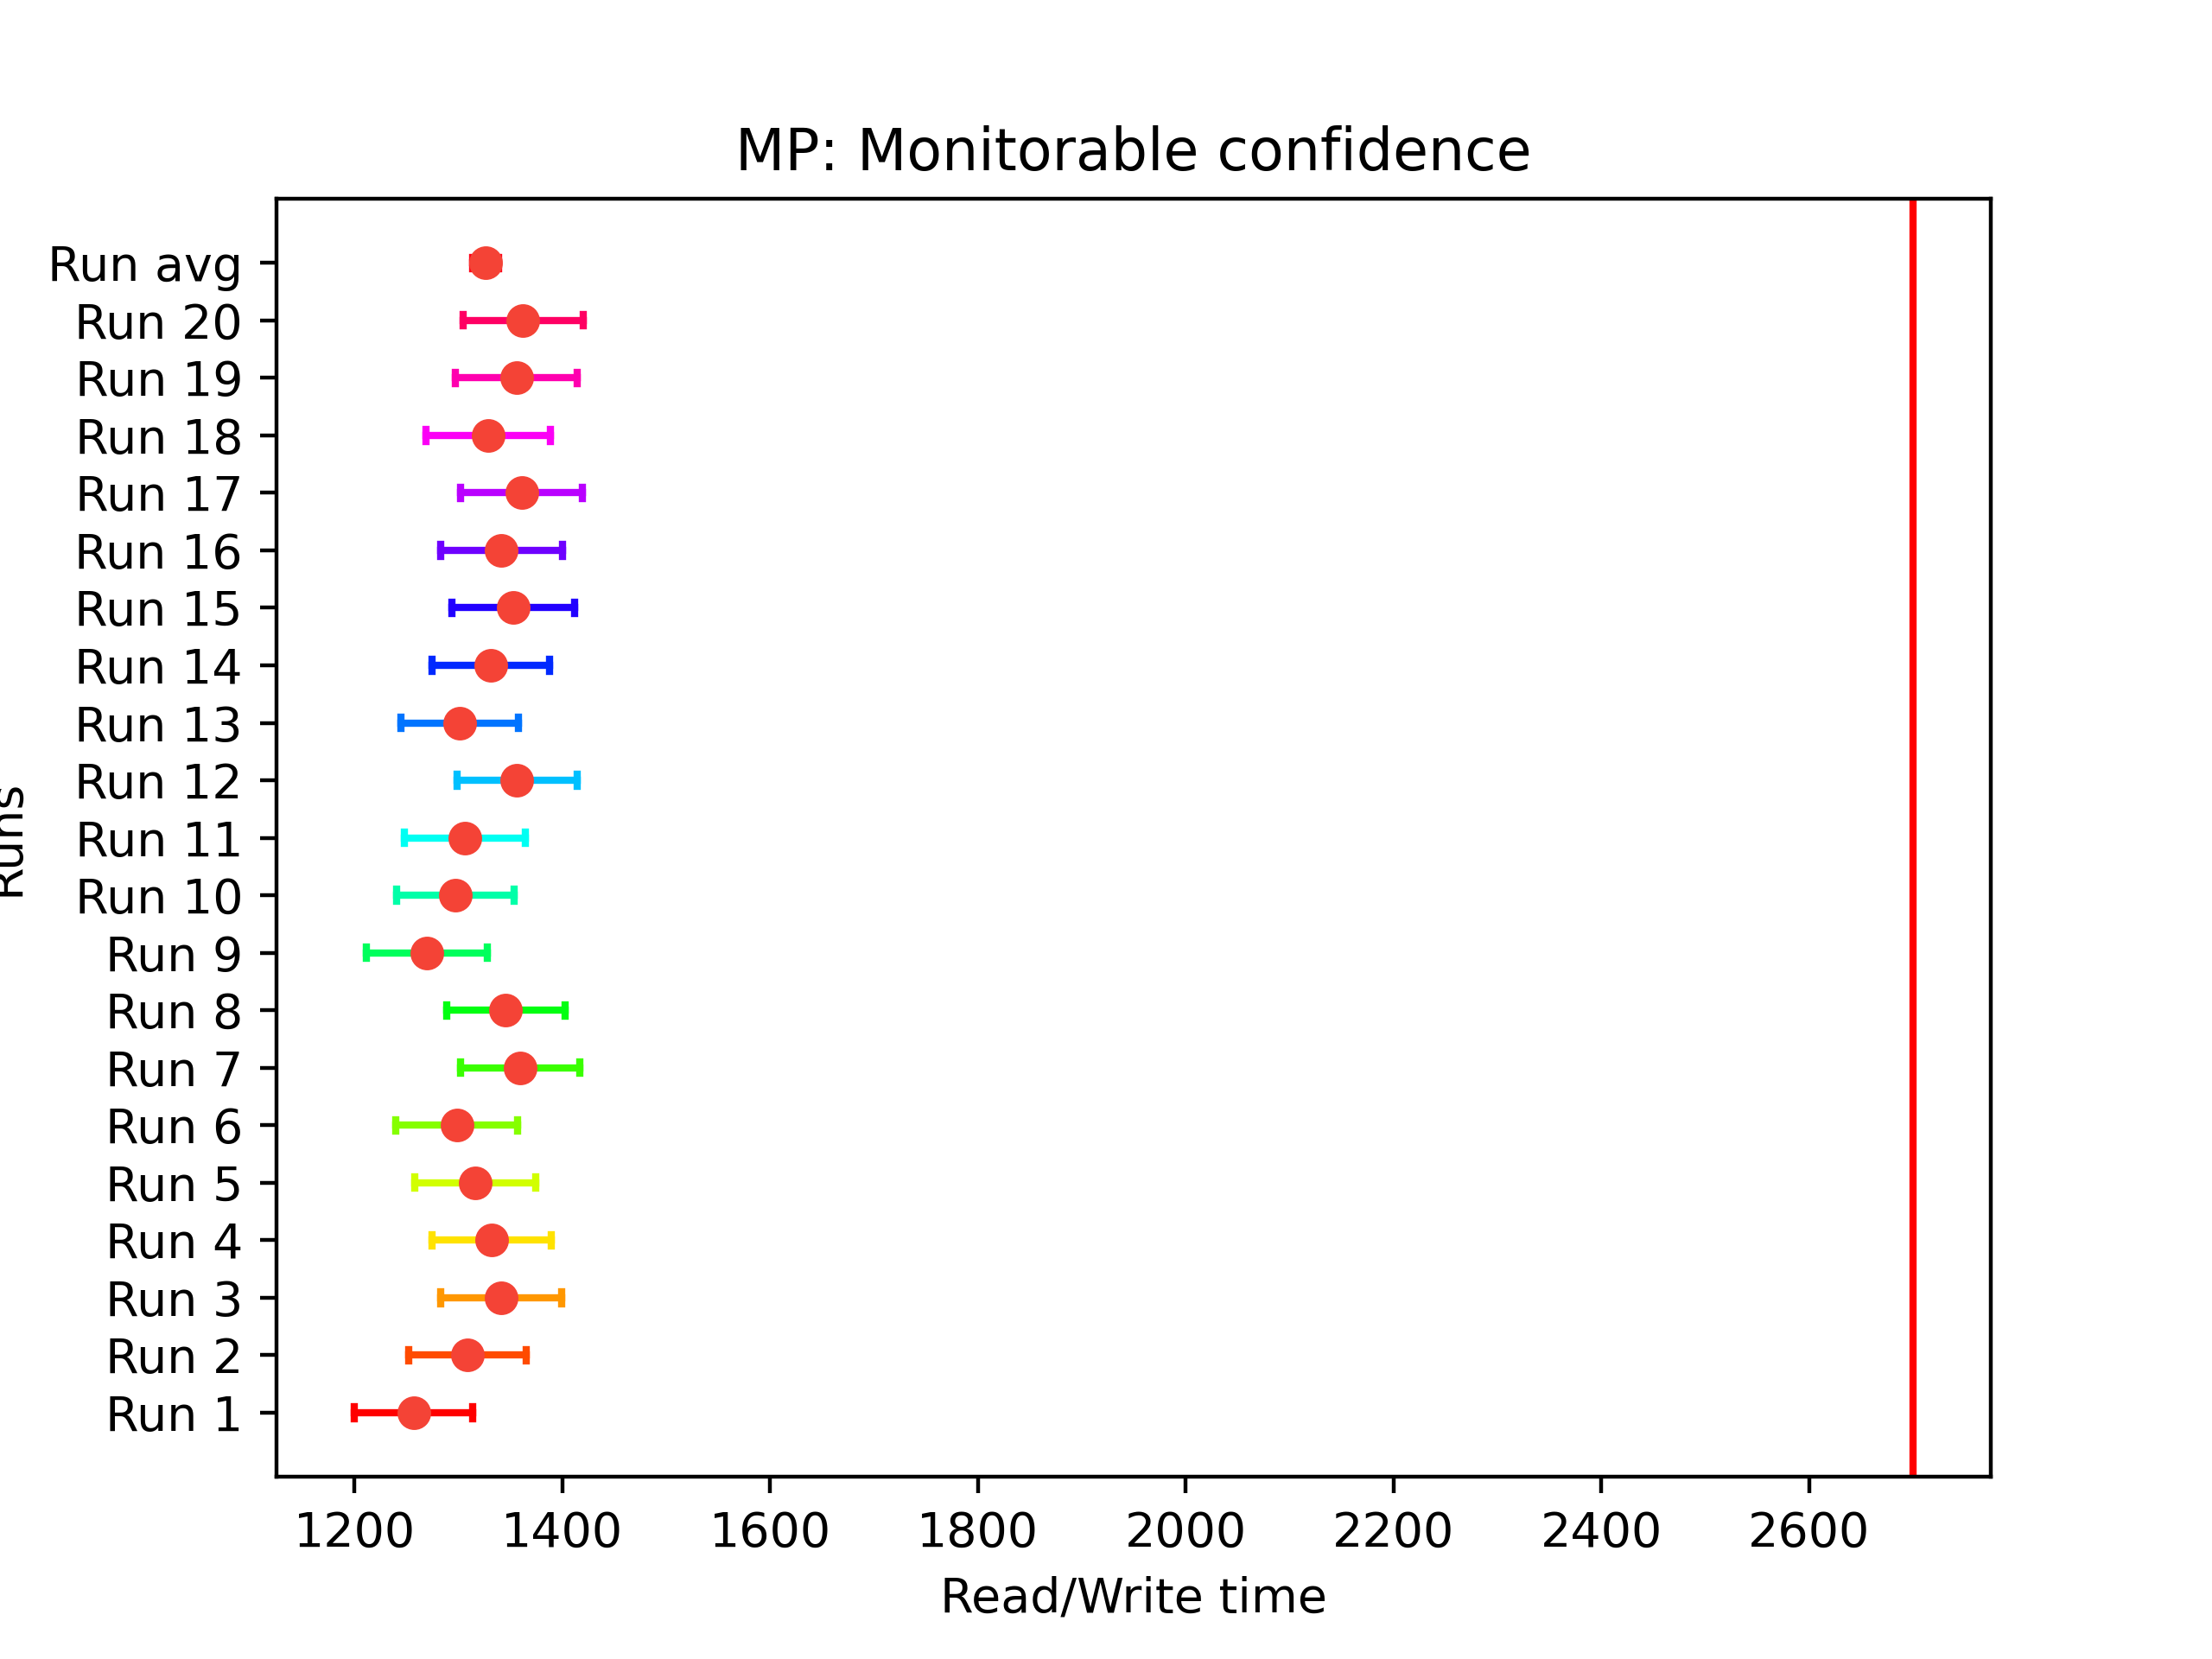 MP: Monitorable confidence
Run avg
Run 20
Run 19
Run 18
Run 17
Run 16
Run 15
Run 14
Run 13
Run 12
Run 11
Run 10
Run 9
Run 8
Run 7
Run 6
Run 5
Run 4
Run 3
Run 2
Run 1
Runs
1200 1400 1600 1800 2000 2200 2400 2600
Read/Write time